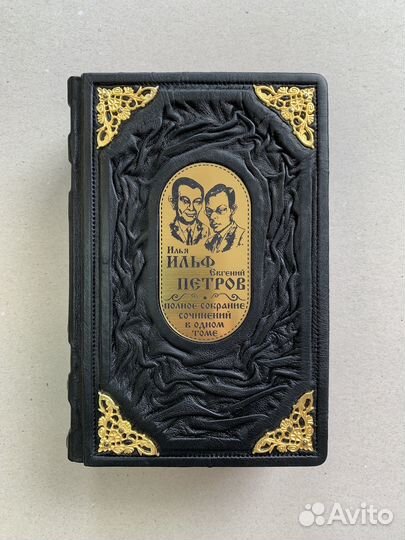 Илья
ИЛЬФ
Евгений
ПЕТРОВ
ПОЛНОЕ СОБРАНИЕ
СОЧИНЕНИЙ
В ОДНОМ
ТОМЕ
Avito